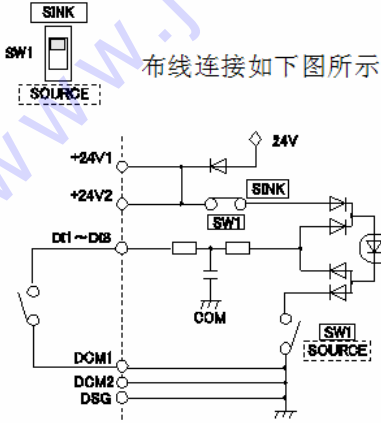 SINK
SW1
SOURCE
布线连接如下图所示
www.j
24V
+24V1
+24V2
SINK
SW1
DI1～DI8
COM
SW1
SOURCE
DCM1
DCM2
DSG